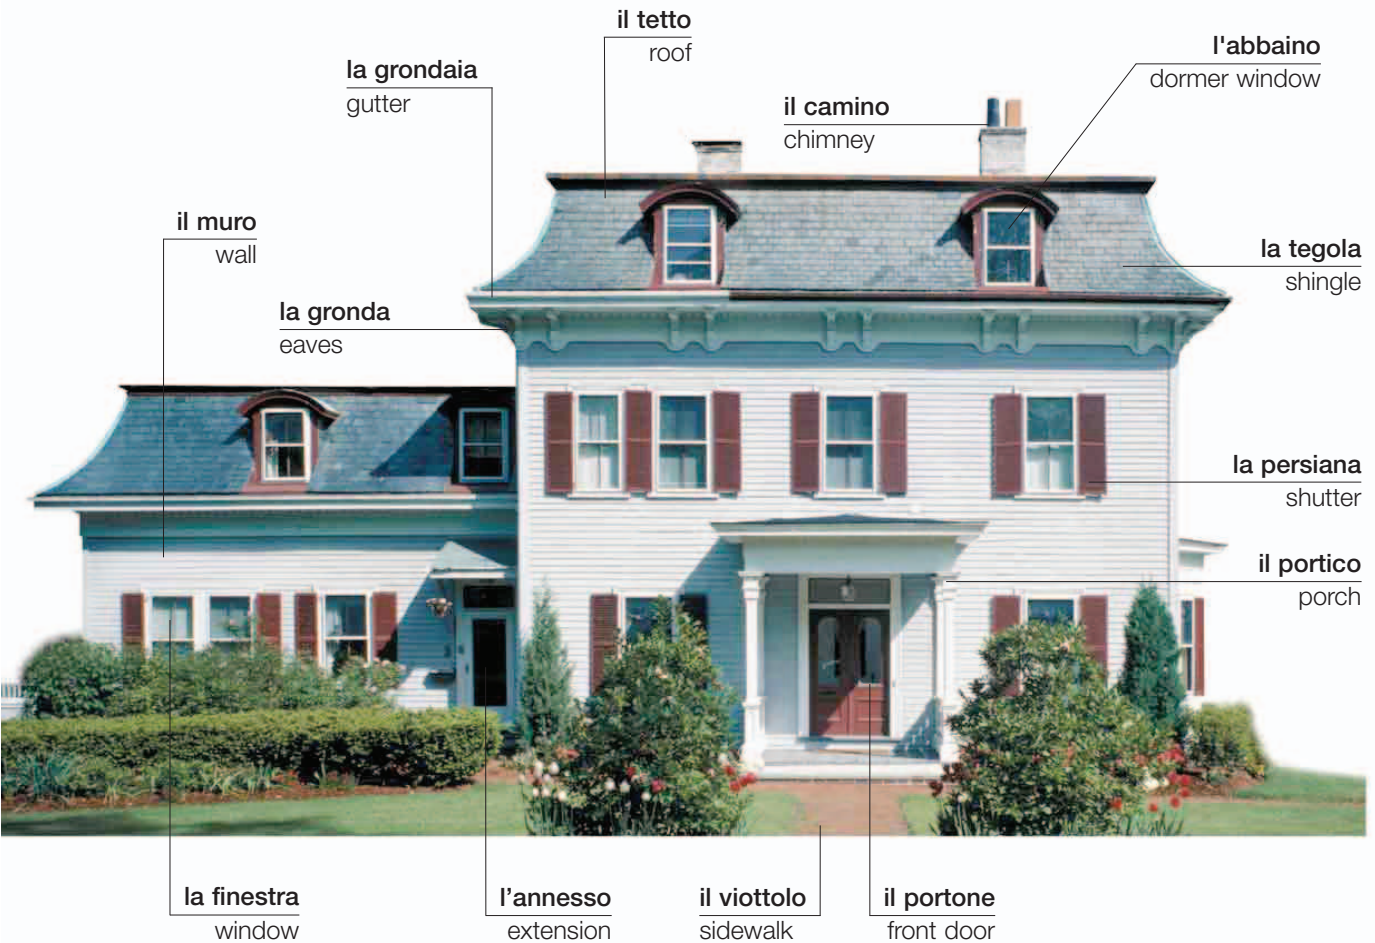 il tetto
roof
l'abbaino
dormer window
la grondaia
gutter
il camino
chimney
il muro
wall
la tegola
shingle
la gronda
eaves
la persiana
shutter
il portico
porch
la finestra
window
l’annesso
extension
il viottolo
sidewalk
il portone
front door